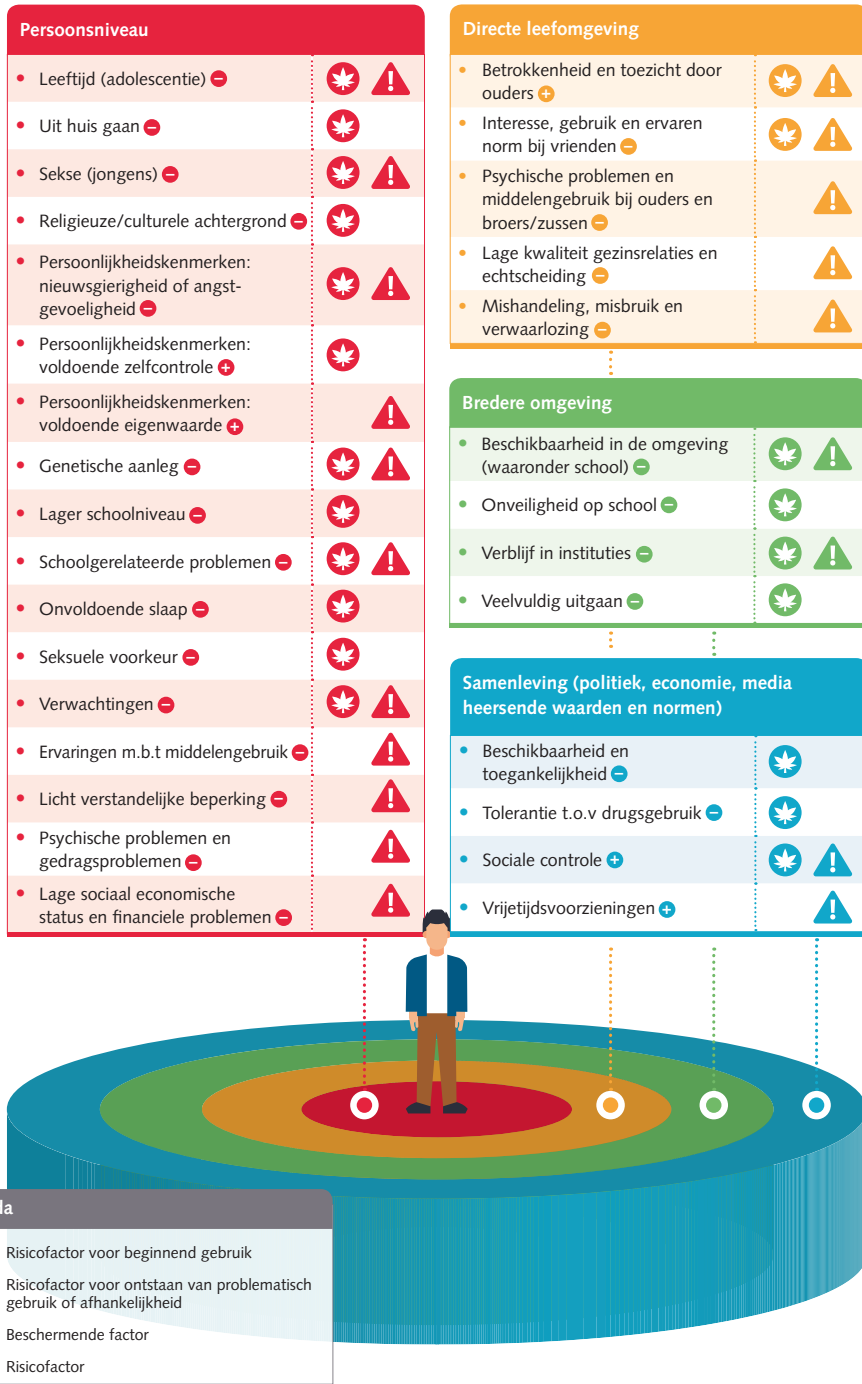 Persoonsniveau
• Leeftijd (adolescentie) −
• Uit huis gaan −
• Sekse (jongens) −
• Religieuze/culturele achtergrond −
• Persoonlijkheidskenmerken:
nieuwsgierigheid of angst-
gevoeligheid −
• Persoonlijkheidskenmerken:
voldoende zelfcontrole +
• Persoonlijkheidskenmerken:
voldoende eigenwaarde +
• Genetische aanleg −
• Lager schoolniveau −
• Schoolgerelateerde problemen −
• Onvoldoende slaap −
• Seksuele voorkeur −
• Verwachtingen −
• Ervaringen m.b.t middelengebruik −
• Licht verstandelijke beperking −
• Psychische problemen en
gedragsproblemen −
• Lage sociaal economische
status en financiele problemen −
Directe leefomgeving
• Betrokkenheid en toezicht door
ouders +
• Interesse, gebruik en ervaren
norm bij vrienden −
• Psychische problemen en
middelengebruik bij ouders en
broers/zussen −
• Lage kwaliteit gezinsrelaties en
echtscheiding −
• Mishandeling, misbruik en
verwaarlozing −
Bredere omgeving
• Beschikbaarheid in de omgeving
(waaronder school) −
• Onveiligheid op school −
• Verblijf in instituties −
• Veelvuldig uitgaan −
Samenleving (politiek, economie, media
heersende waarden en normen)
• Beschikbaarheid en
toegankelijkheid −
• Tolerantie t.o.v drugsgebruik −
• Sociale controle +
• Vrijetijdsvoorzieningen +
Risicofactor voor beginnend gebruik
Risicofactor voor ontstaan van problematisch
gebruik of afhankelijkheid
Beschermende factor
Risicofactor